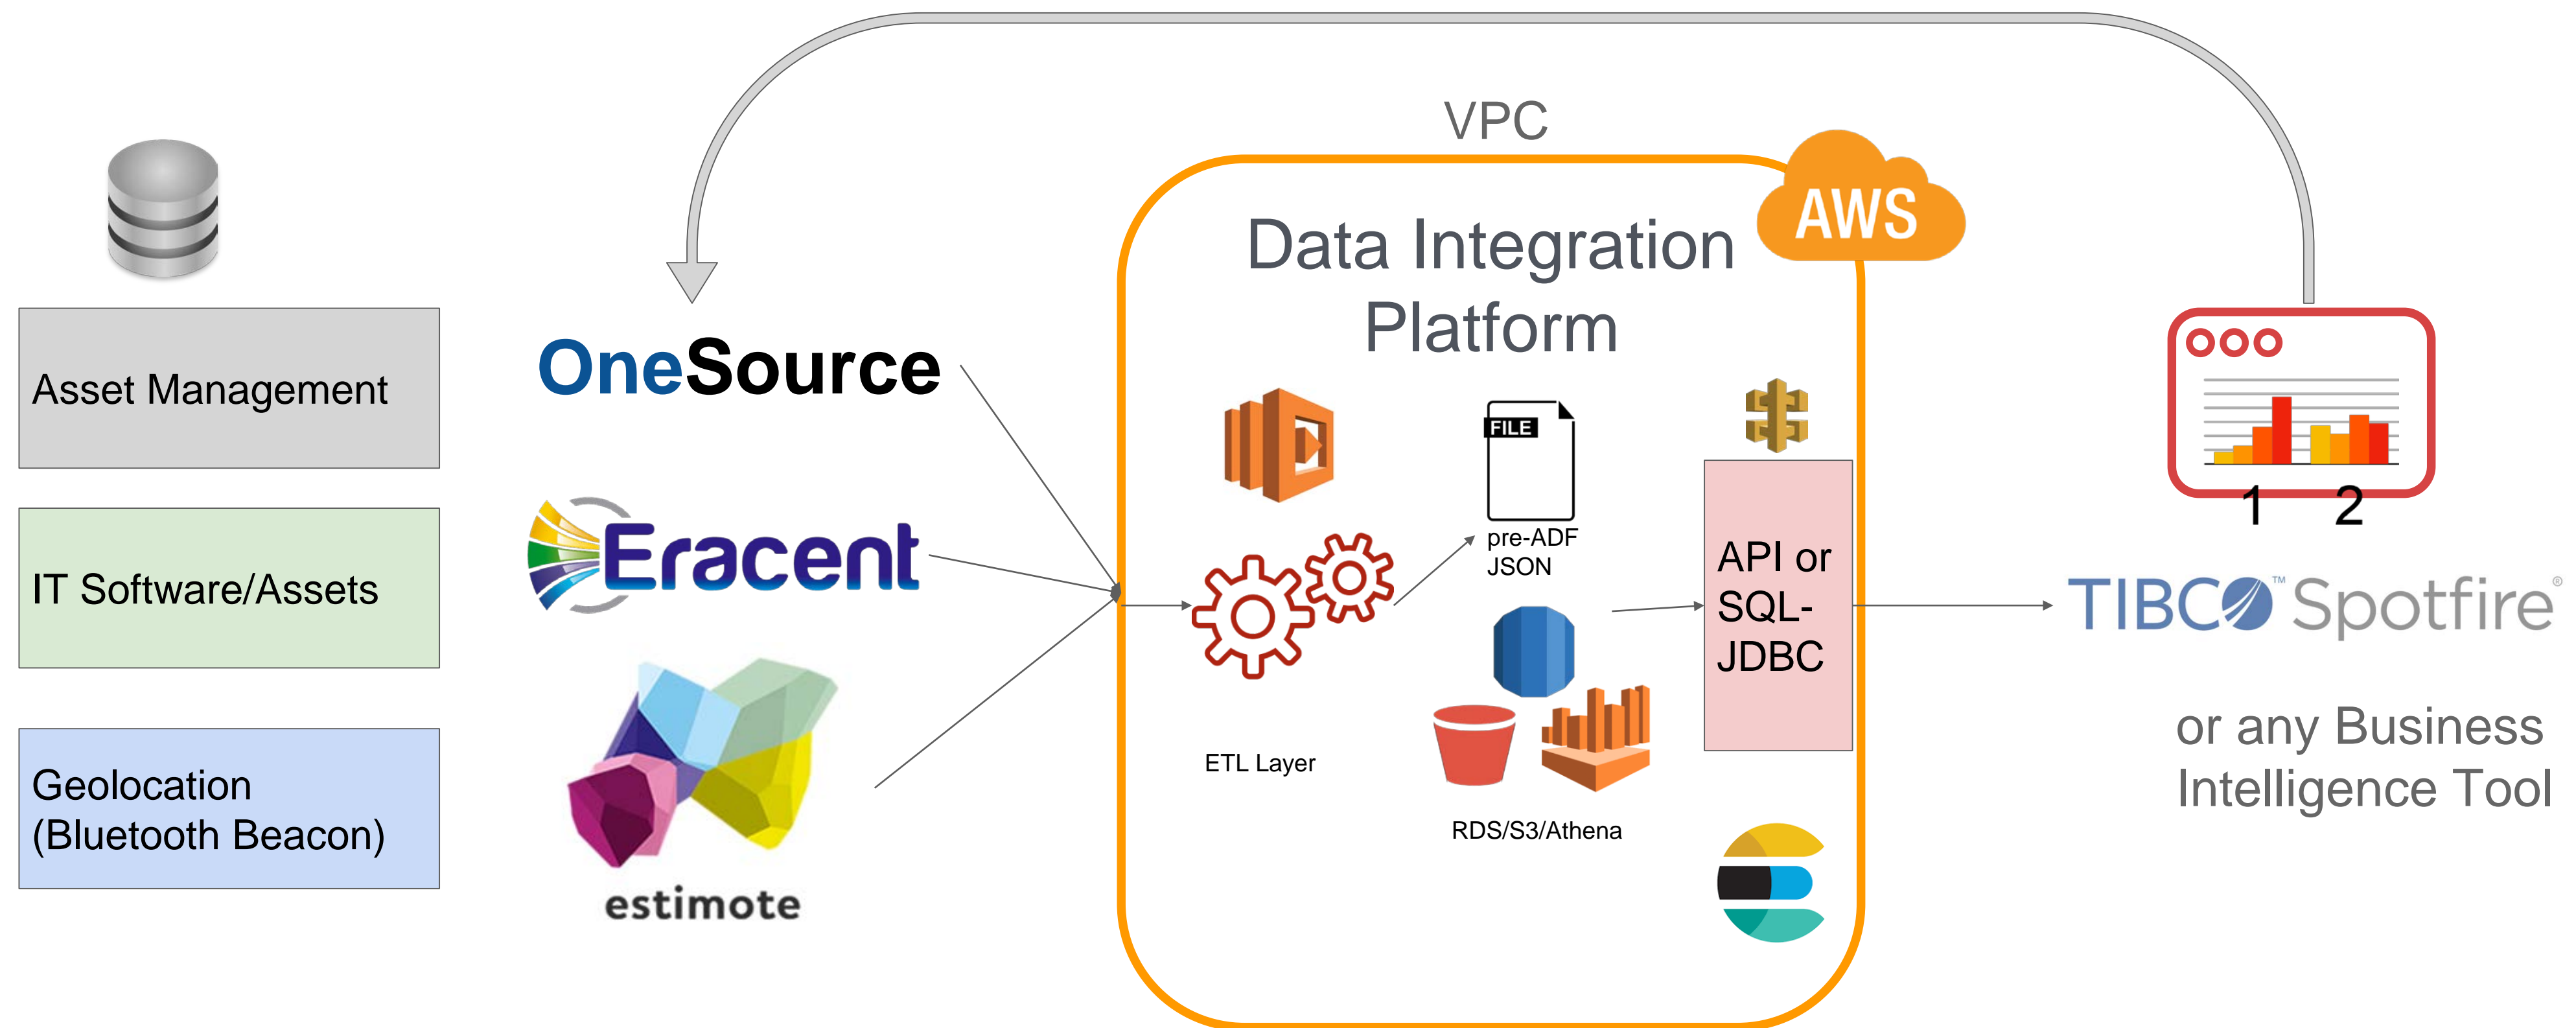 VPC
AWS
Data Integration
Platform
Asset Management
IT Software/Assets
Geolocation
(Bluetooth Beacon)
OneSource
Eracent
estimote
ETL Layer
FILE
pre-ADF
JSON
RDS/S3/Athena
API or
SQL-
JDBC
1 2
TIBCO™ Spotfire®
or any Business
Intelligence Tool